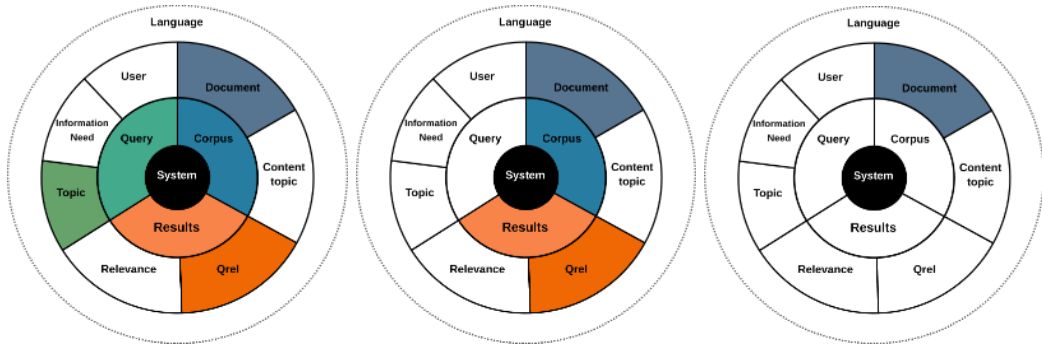 Language
User
Document
Information
Need
Query
Corpus
Content
topic
System
Topic
Results
Relevance
Qrel
Language
User
Document
Information
Need
Query
Corpus
Content
topic
System
Topic
Results
Relevance
Qrel
Language
User
Document
Information
Need
Query
Corpus
Content
topic
System
Topic
Results
Relevance
Qrel